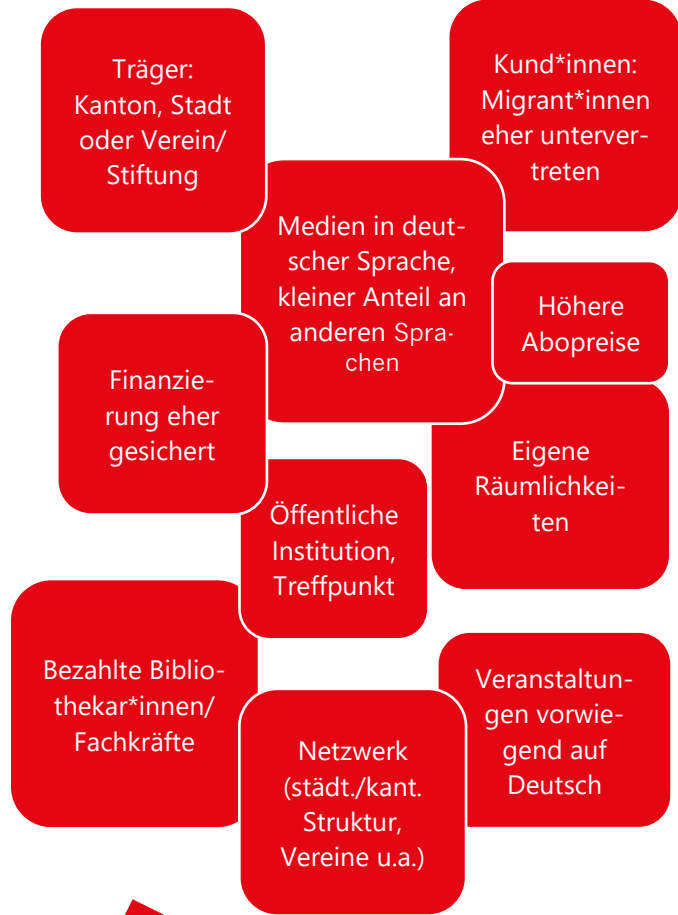 Träger:
Kanton, Stadt
oder Verein/
Stiftung
Kund*innen:
Migrant*innen
eher unterver-
treten
Medien in deut-
scher Sprache,
kleiner Anteil an
anderen Spra-
chen
Höhere
Abopreise
Finanzie-
rung eher
gesichert
Eigene
Räumlichkei-
ten
Öffentliche
Institution,
Treffpunkt
Bezahlte Biblio-
thekar*innen/
Fachkräfte
Veranstaltun-
gen vorwie-
gend auf
Deutsch
Netzwerk
(städt./kant.
Struktur,
Vereine u.a.)